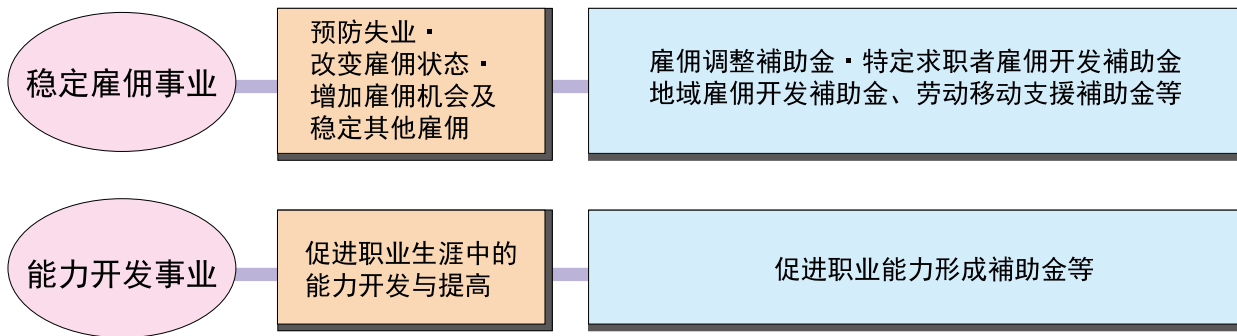 稳定雇佣事业
预防失业·
改变雇佣状态·
增加雇佣机会及
稳定其他雇佣
雇佣调整補助金·特定求职者雇佣开发補助金
地域雇佣开发補助金、劳动移动支援補助金等
能力开发事业
促进职业生涯中的
能力开发与提高
促进职业能力形成補助金等